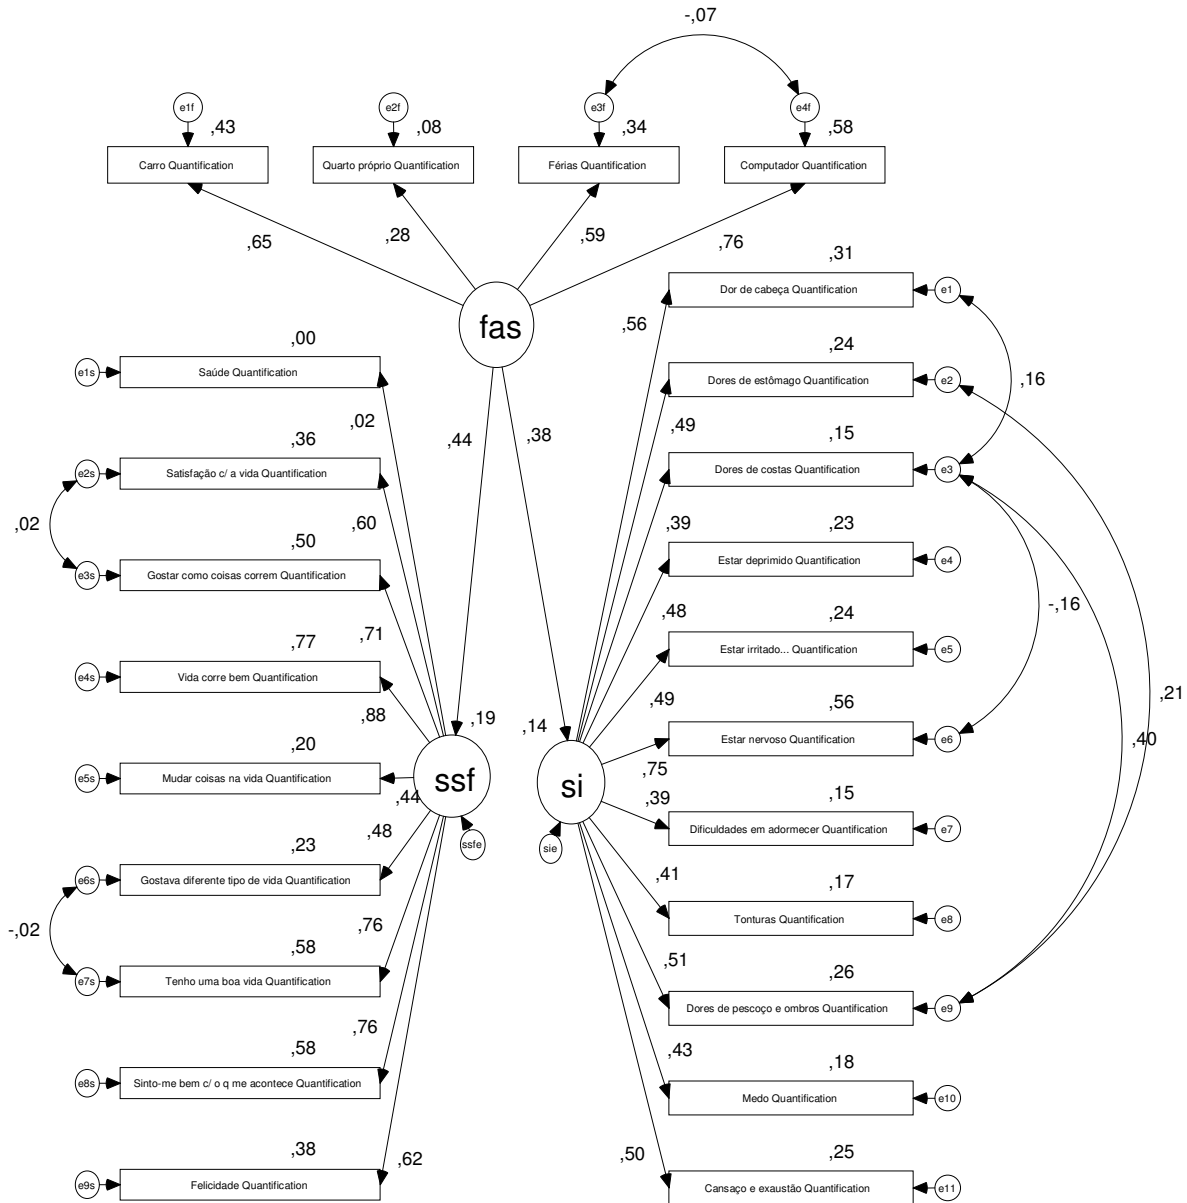 -,07
e1f
e2f
e3f
e4f
,43
,08
,34
,58
Carro Quantification
Quarto próprio Quantification
Férias Quantification
Computador Quantification
,65
,28
,59
,76
fas
,44
,38
,00
e1s
Saúde Quantification
,02
,36
e2s
Satisfação c/ a vida Quantification
,02
,60
,50
e3s
Gostar como coisas correm Quantification
,71
,77
e4s
Vida corre bem Quantification
,88
,19
,20
e5s
Mudar coisas na vida Quantification
,44
ssf
ssfe
,48
,23
e6s
Gostava diferente tipo de vida Quantification
-,02
,76
,58
e7s
Tenho uma boa vida Quantification
,76
,58
e8s
Sinto-me bem c/ o q me acontece Quantification
,62
,38
e9s
Felicidade Quantification
,31
Dor de cabeça Quantification
e1
,56
,16
,24
Dores de estômago Quantification
e2
,49
,15
Dores de costas Quantification
e3
,39
,23
Estar deprimido Quantification
e4
,48
-,16
,24
Estar irritado... Quantification
e5
,49
,21
,40
,56
Estar nervoso Quantification
e6
,14
si
sie
,75
,39
,15
Dificuldades em adormecer Quantification
e7
,41
,17
Tonturas Quantification
e8
,51
,26
Dores de pescoço e ombros Quantification
e9
,43
,18
Medo Quantification
e10
,50
,25
Cansaço e exaustão Quantification
e11